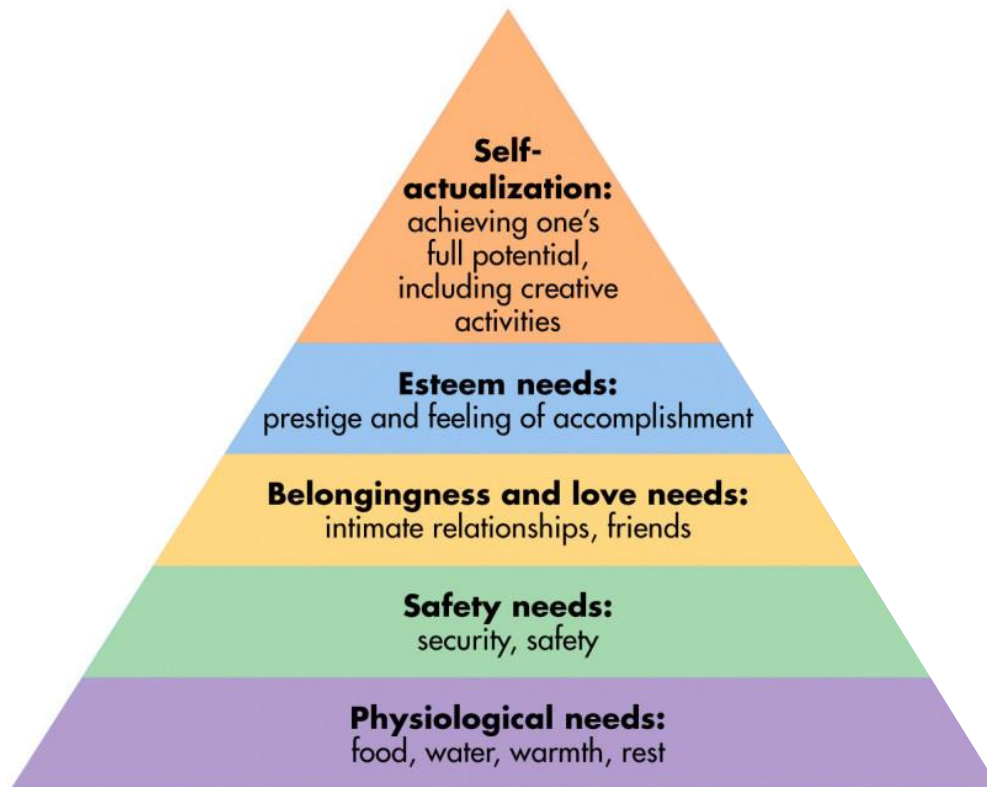 Self-
actualization:
achieving one’s
full potential,
including creative
activities
Esteem needs:
prestige and feeling of accomplishment
Belongingness and love needs:
intimate relationships, friends
Safety needs:
security, safety
Physiological needs:
food, water, warmth, rest